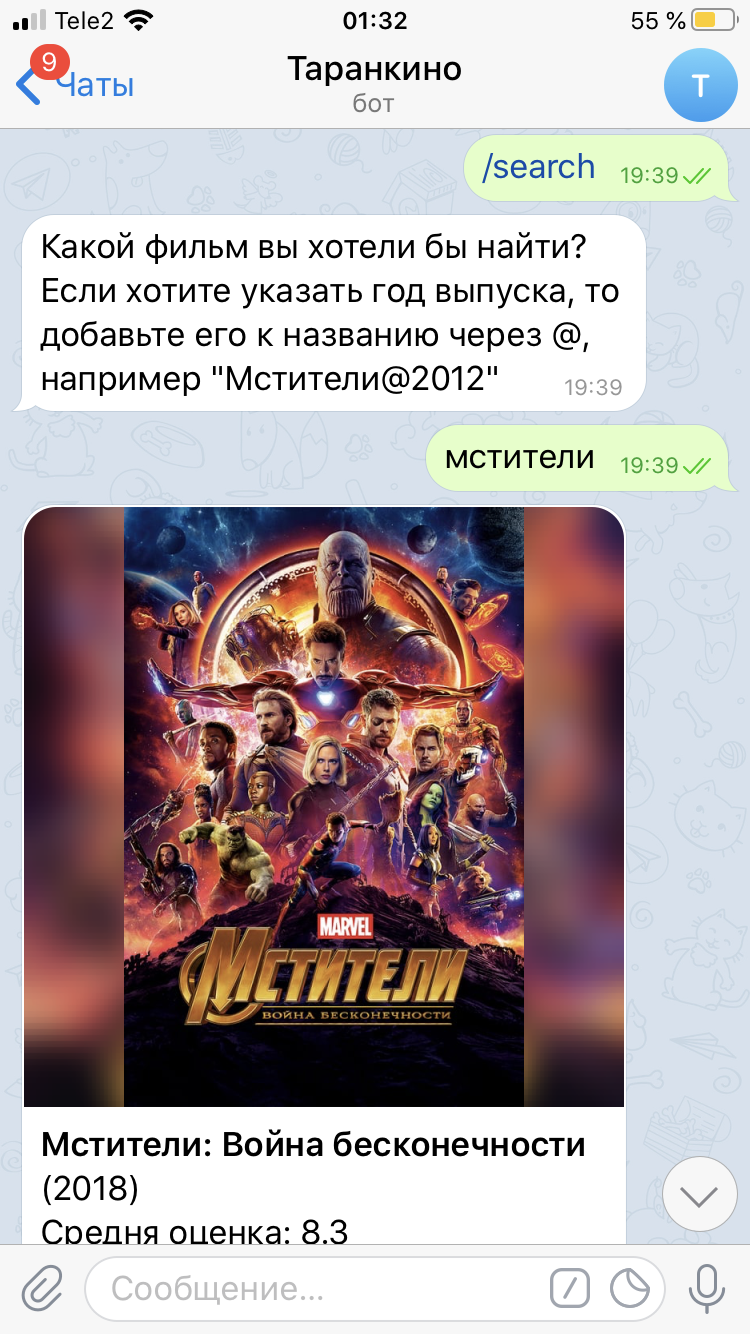 Tele2
01:32
55 %
9
Чаты
Таранкино
бот
Т
/search 19:39
Какой фильм вы хотели бы найти?
Если хотите указать год выпуска, то
добавьте его к названию через @,
например "Мстители@2012" 19:39
мстители 19:39
MARVEL
МСТИТЕЛИ
ВОЙНА БЕСКОНЕЧНОСТИ
Мстители: Война бесконечности
(2018)
Средня оценка: 8.3
Сообщение...